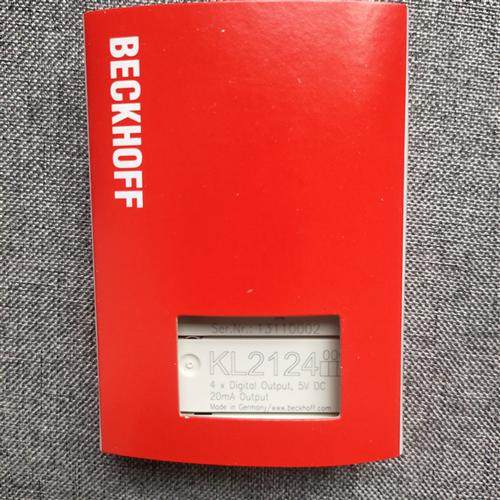 BECKHOFF
Ser.Nr.: 13110002
KL2124
4 x Digital Output, 5V DC
20mA Output
Made in Germany/www.beckhoff.com